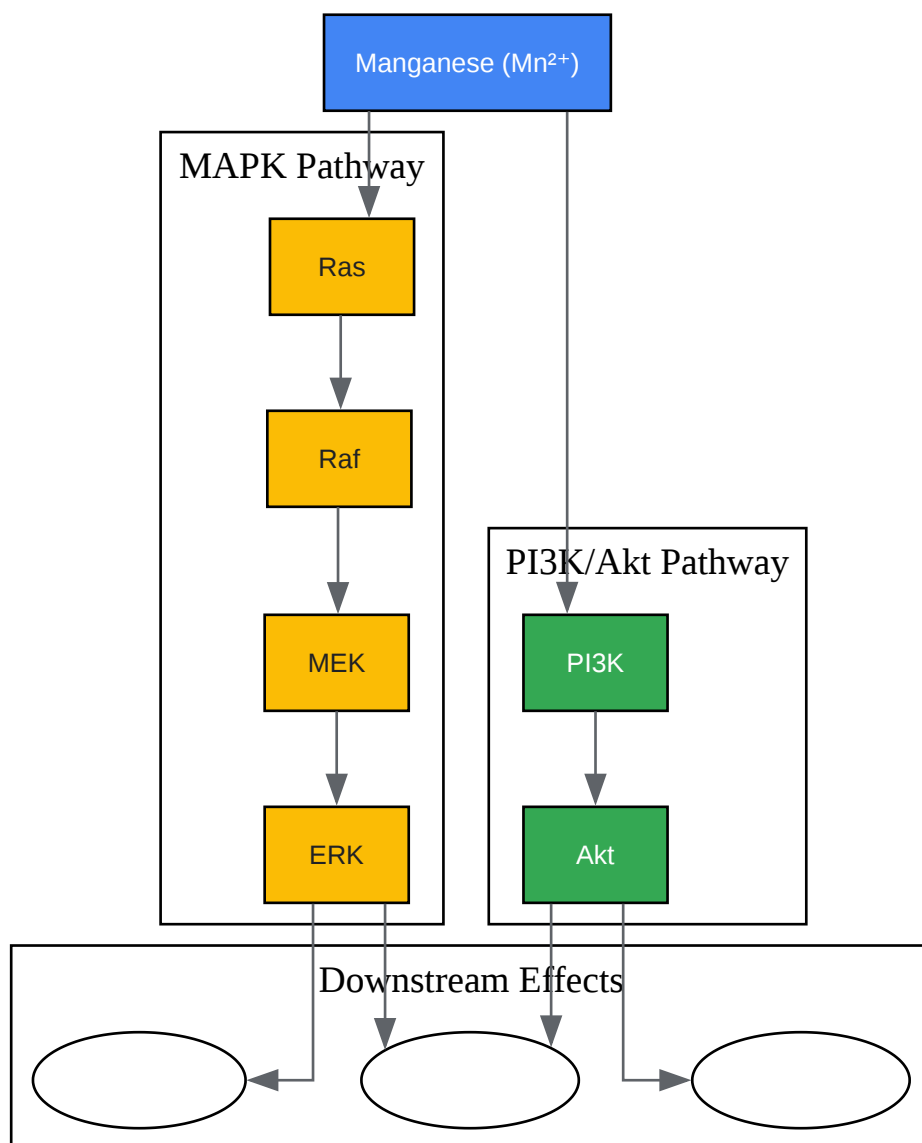 Manganese (Mn²⁺)
MAPK Pathway
Ras
Raf
MEK
ERK
PI3K/Akt Pathway
PI3K
Akt
Downstream Effects